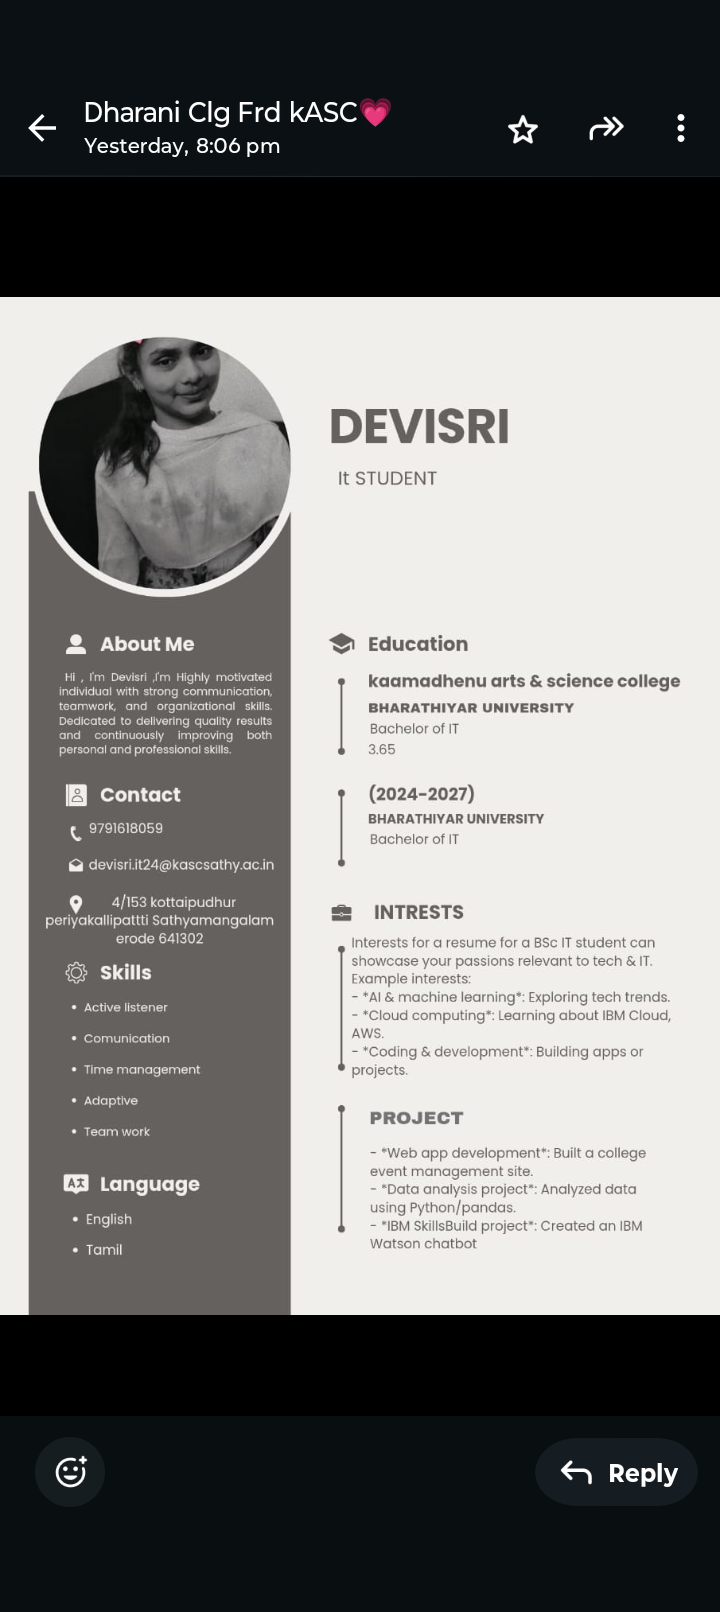 Dharani Clg Frd kASC💗
Yesterday, 8:06 pm
DEVISRI
It STUDENT
About Me
Hi , I'm Devisri ,I'm Highly motivated
individual with strong communication,
teamwork, and organizational skills.
Dedicated to delivering quality results
and continuously improving both
personal and professional skills.
Contact
9791618059
devisri.it24@kascsathy.ac.in
4/153 kottaipudhur
periyakallipattti Sathyamangalam
erode 641302
Skills
• Active listener
• Comunication
• Time management
• Adaptive
• Team work
Language
• English
• Tamil
Education
kaamadhenu arts & science college
BHARATHIYAR UNIVERSITY
Bachelor of IT
3.65
(2024-2027)
BHARATHIYAR UNIVERSITY
Bachelor of IT
INTRESTS
Interests for a resume for a BSc IT student can
showcase your passions relevant to tech & IT.
Example interests:
- *AI & machine learning*: Exploring tech trends.
- *Cloud computing*: Learning about IBM Cloud,
AWS.
- *Coding & development*: Building apps or
projects.
PROJECT
- *Web app development*: Built a college
event management site.
- *Data analysis project*: Analyzed data
using Python/pandas.
- *IBM SkillsBuild project*: Created an IBM
Watson chatbot
Reply